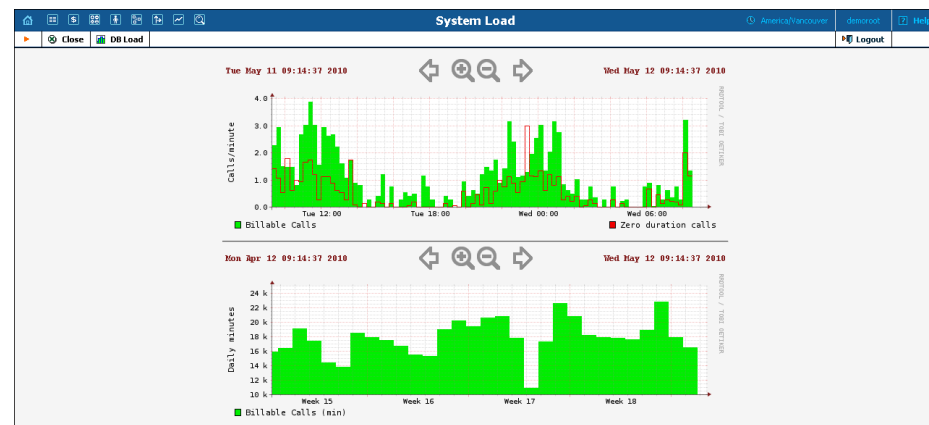 System Load
America/Vancouver
demoroot
Help
Close
DB Load
Logout
Tue May 11 09:14:37 2010
Wed May 12 09:14:37 2010
RRDTOOL / TOBI OETIKER
Calls/minute
4.0
3.0
2.0
1.0
0.0
Tue 12:00
Tue 18:00
Wed 00:00
Wed 06:00
Billable Calls
Zero duration calls
Mon Apr 12 09:14:37 2010
Wed May 12 09:14:37 2010
RRDTOOL / TOBI OETIKER
Daily minutes
24 k
22 k
20 k
18 k
16 k
14 k
12 k
10 k
Week 15
Week 16
Week 17
Week 18
Billable Calls (min)